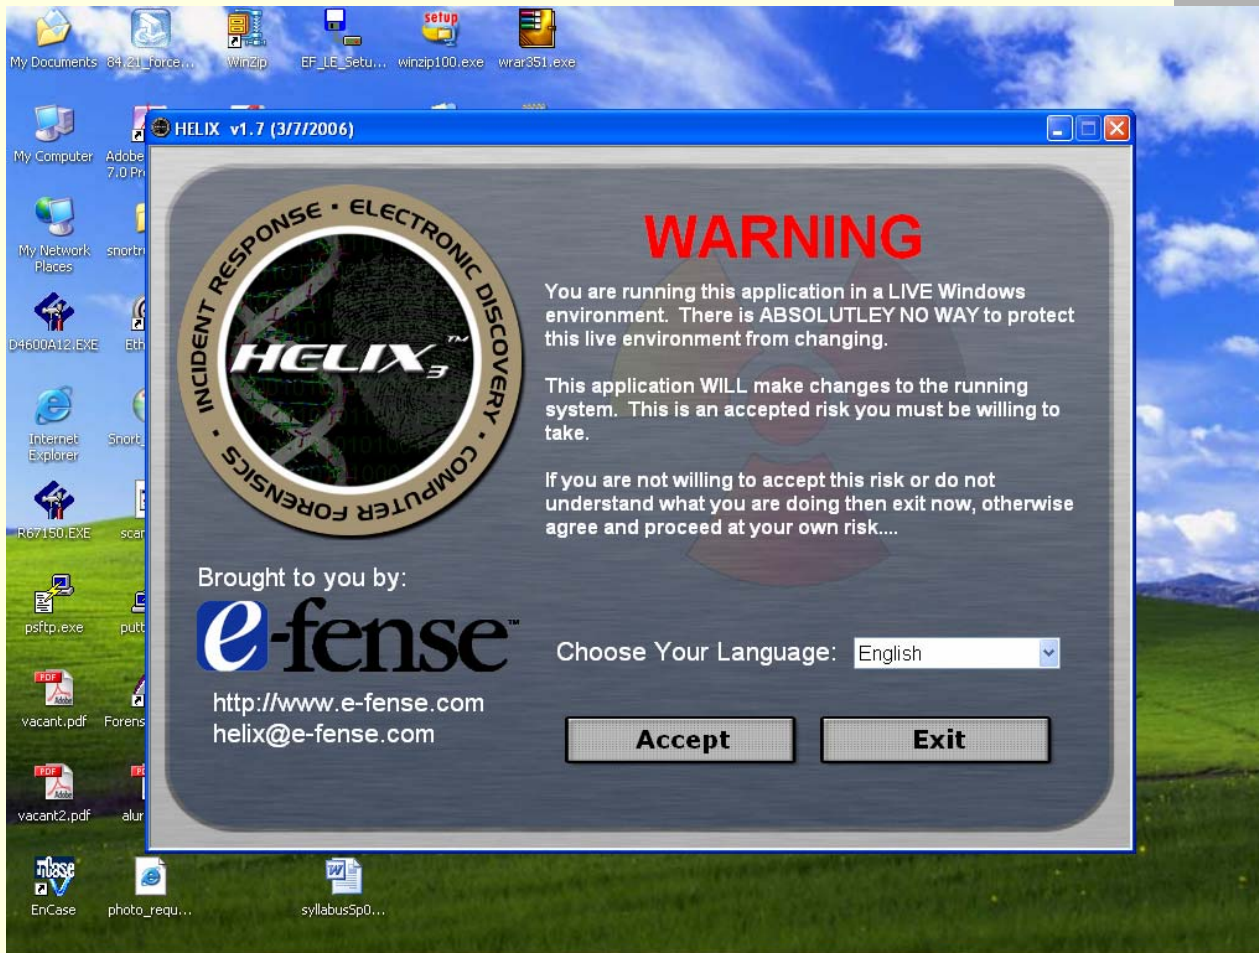 My Documents
84.21_force...
WinZip
EF_LE_Setu...
winzip100.exe
wrar351.exe
My Computer
Adobe
7.0 Pr
My Network
Places
snortr
D4600A12.EXE
Eth
Internet
Explorer
Snort_
R67150.EXE
scar
psftp.exe
putt
vacant.pdf
Forens
vacant2.pdf
alur
EnCase
photo_requ...
syllabusSp0...
HELIX v1.7 (3/7/2006)
INCIDENT RESPONSE · ELECTRONIC DISCOVERY · COMPUTER FORENSICS ·
HELIX3™
Brought to you by:
e-fense™
http://www.e-fense.com
helix@e-fense.com
WARNING
You are running this application in a LIVE Windows
environment. There is ABSOLUTLEY NO WAY to protect
this live environment from changing.
This application WILL make changes to the running
system. This is an accepted risk you must be willing to
take.
If you are not willing to accept this risk or do not
understand what you are doing then exit now, otherwise
agree and proceed at your own risk....
Choose Your Language: English
Accept
Exit